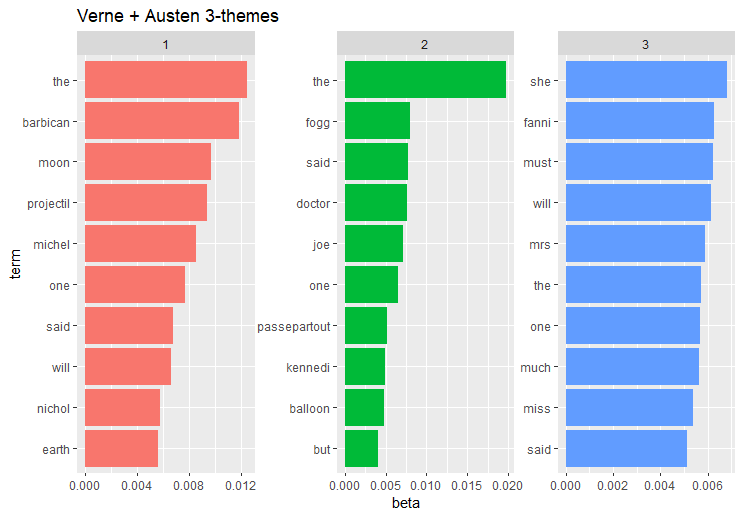 Verne + Austen 3-themes
1
2
3
term
the
barbican
moon
projectil
michel
one
said
will
nichol
earth
0.000
0.004
0.008
0.012
the
fogg
said
doctor
joe
one
passepartout
kennedi
balloon
but
0.000
0.005
0.010
0.015
0.020
she
fanni
must
will
mrs
the
one
much
miss
said
0.000
0.002
0.004
0.006
beta